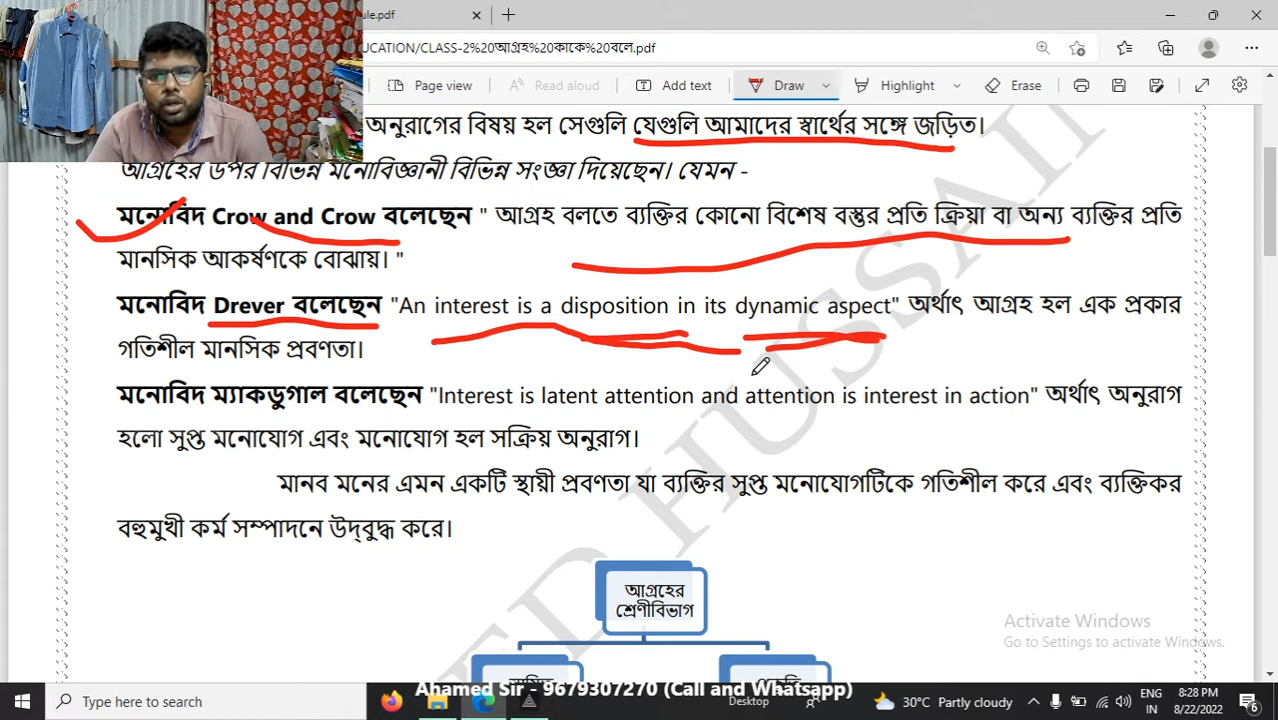 ule.pdf
UCATION/CLASS-2%20আগ্রহ%20কাকে%20বলে.pdf
Page view
Read aloud
Add text
Draw
Highlight
Erase
অনুরাগের বিষয় হল সেগুলি যেগুলি আমাদের স্বার্থের সঙ্গে জড়িত।
আগ্রহের উপর বিভিন্ন মনোবিজ্ঞানী বিভিন্ন সংজ্ঞা দিয়েছেন। যেমন -
মনোবিদ Crow and Crow বলেছেন " আগ্রহ বলতে ব্যক্তির কোনো বিশেষ বস্তুর প্রতি ক্রিয়া বা অন্য ব্যক্তির প্রতি
মানসিক আকর্ষণকে বোঝায়। "
মনোবিদ Drever বলেছেন "An interest is a disposition in its dynamic aspect" অর্থাৎ আগ্রহ হল এক প্রকার
গতিশীল মানসিক প্রবণতা।
মনোবিদ ম্যাকডুগাল বলেছেন "Interest is latent attention and attention is interest in action" অর্থাৎ অনুরাগ
হলো সুপ্ত মনোযোগ এবং মনোযোগ হল সক্রিয় অনুরাগ।
মানব মনের এমন একটি স্থায়ী প্রবণতা যা ব্যক্তির সুপ্ত মনোযোগটিকে গতিশীল করে এবং ব্যক্তিকর
বহুমুখী কর্ম সম্পাদনে উদ্‌বুদ্ধ করে।
আগ্রহের
শ্রেণীবিভাগ
ED HUSSAI
Activate Windows
Go to Settings to activate Windows.
Ahamed Sir - 9679307270 (Call and Whatsapp)
Type here to search
Desktop
30°C Partly cloudy
ENG
IN
8:28 PM
8/22/2022
6